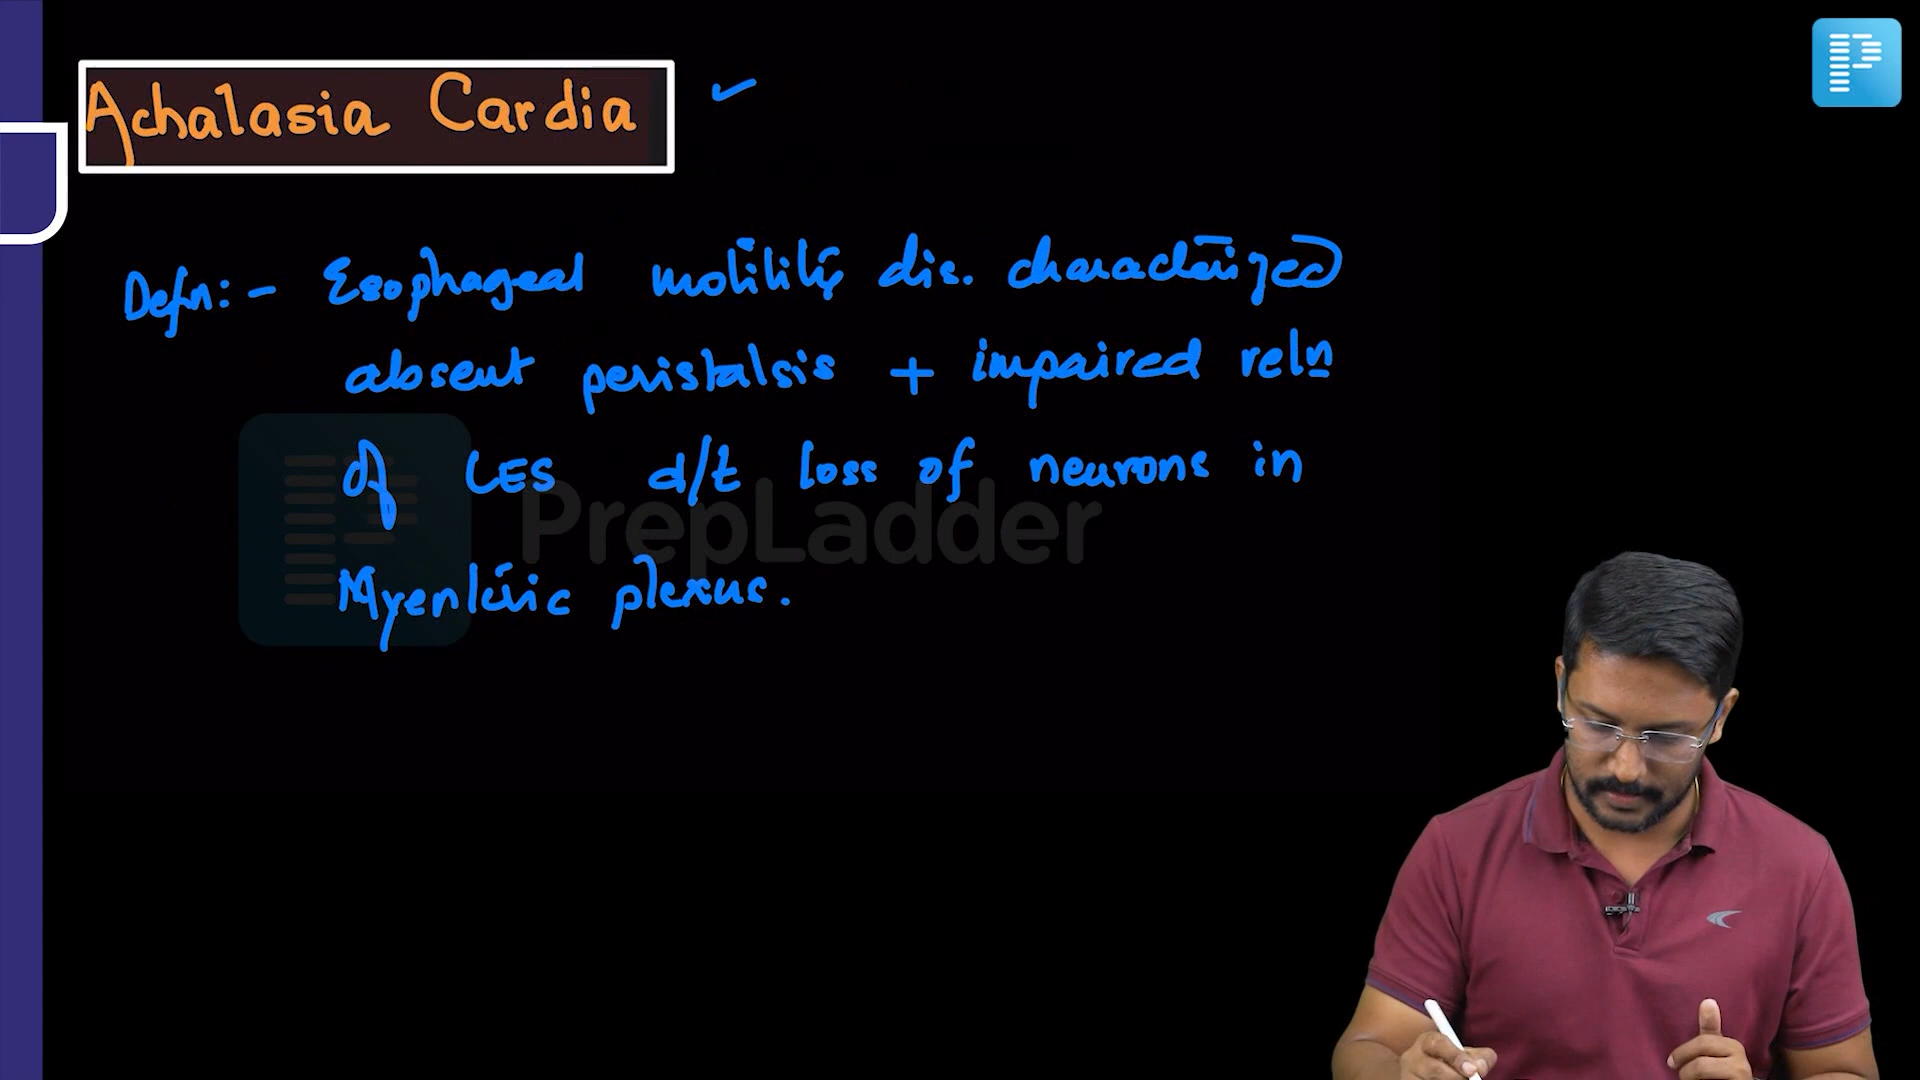 Achalasia Cardia
Defn:- Esophageal motility dis. characterized
absent peristalsis + impaired reln
of LES d/t loss of neurons in
PrepLadder
Myenteric plexus.